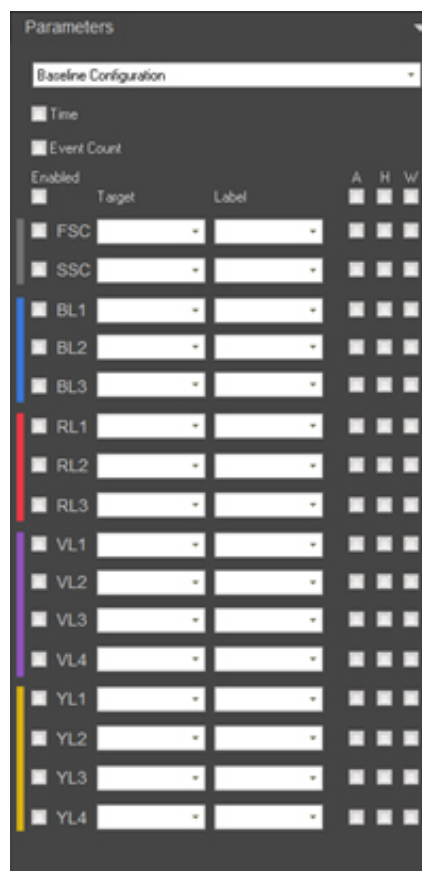 Parameters
Baseline Configuration
Time
Event Count
Enabled A H W
Target Label
FSC
SSC
BL1
BL2
BL3
RL1
RL2
RL3
VL1
VL2
VL3
VL4
YL1
YL2
YL3
YL4